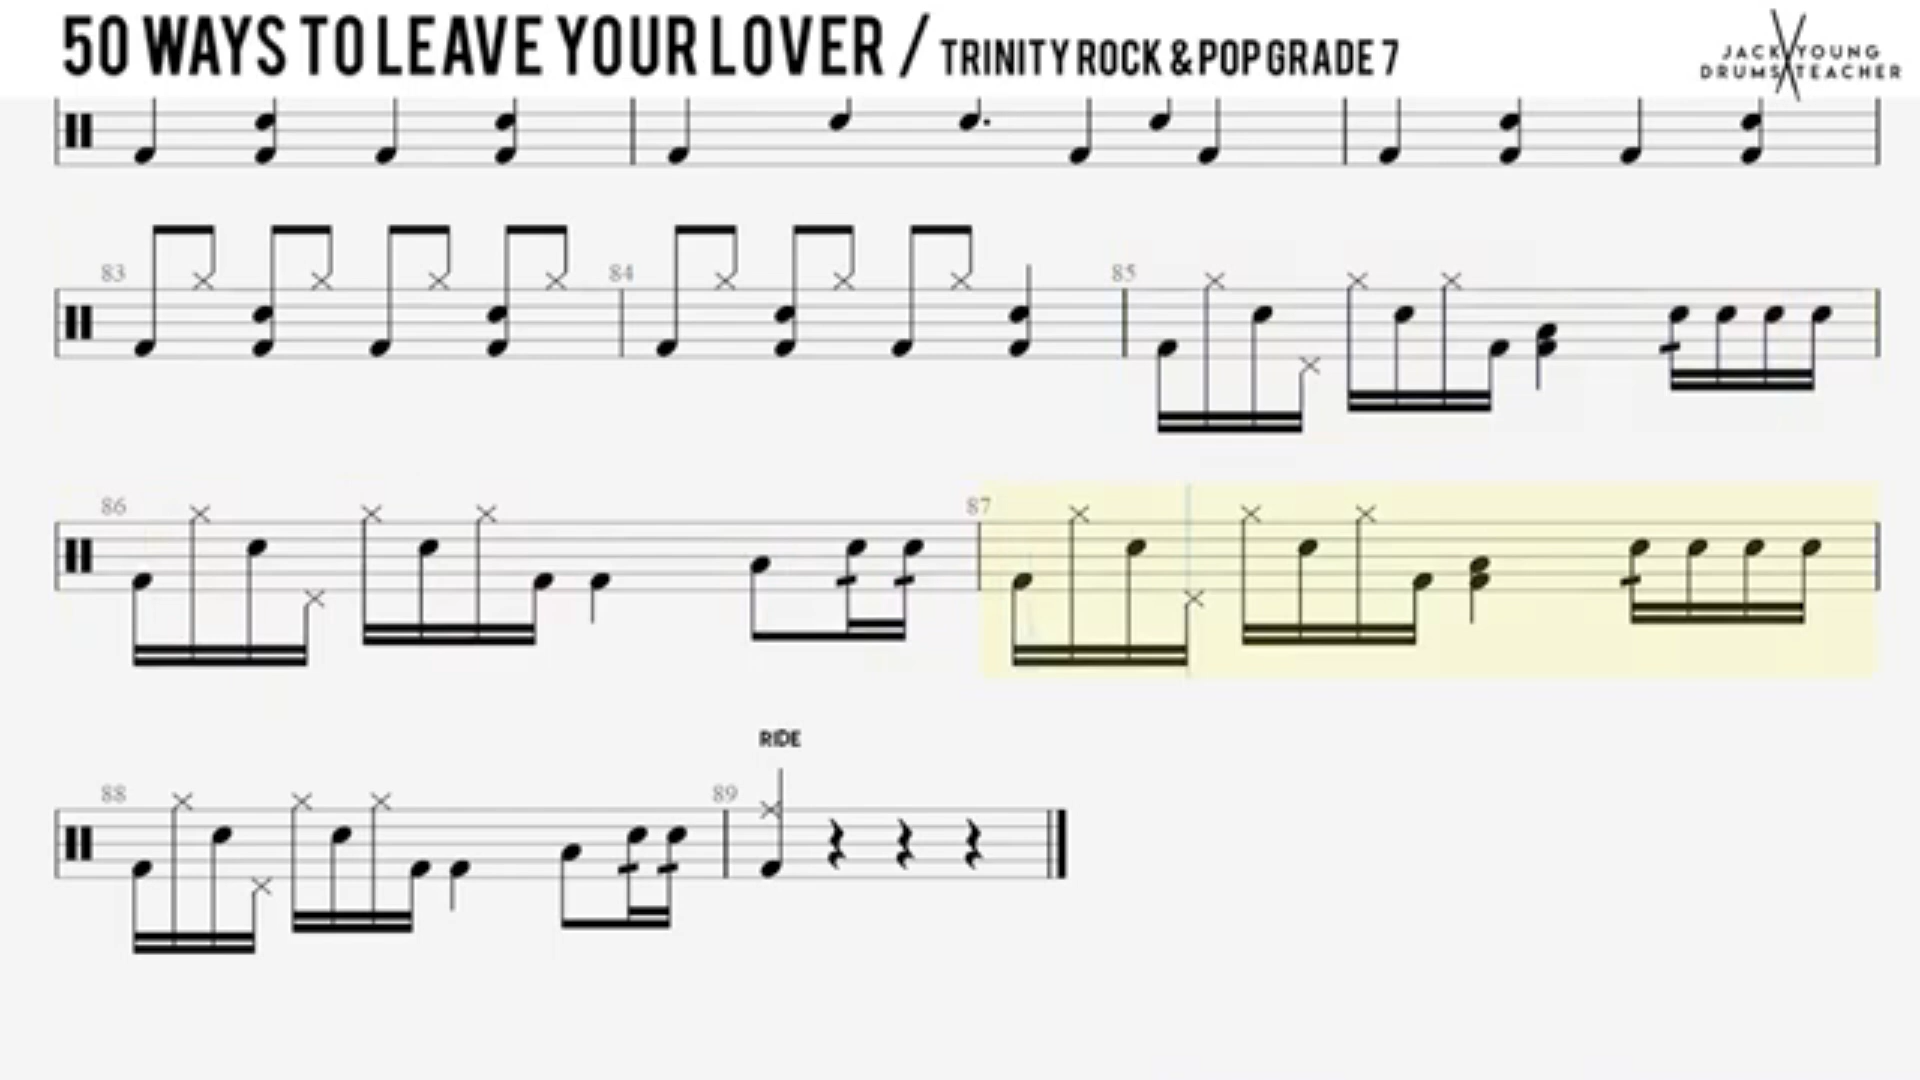 50 WAYS TO LEAVE YOUR LOVER / TRINITY ROCK & POP GRADE 7
JACK YOUNG
DRUMS TEACHER
83 84 85
86 87
RIDE
88 89